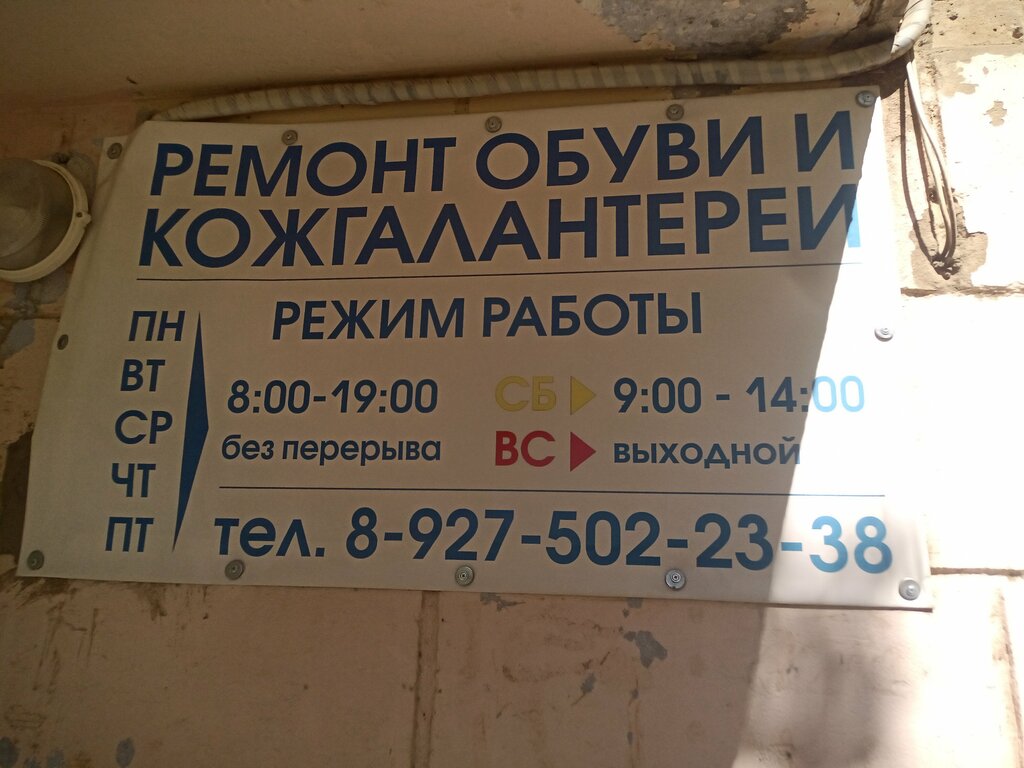 РЕМОНТ ОБУВИ И
КОЖГАЛАНТЕРЕИ
РЕЖИМ РАБОТЫ
ПН
ВТ
СР
ЧТ
ПТ
8:00-19:00
без перерыва
СБ 9:00 - 14:00
ВС выходной
тел. 8-927-502-23-38